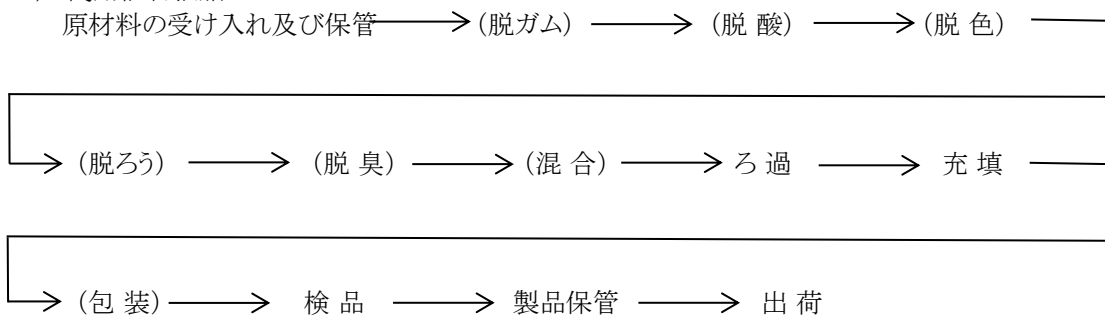 原材料の受け入れ及び保管 (脱ガム) (脱 酸) (脱 色)
(脱ろう) (脱 臭) (混 合) ろ 過 充 填
(包 装) 検 品 製品保管 出 荷